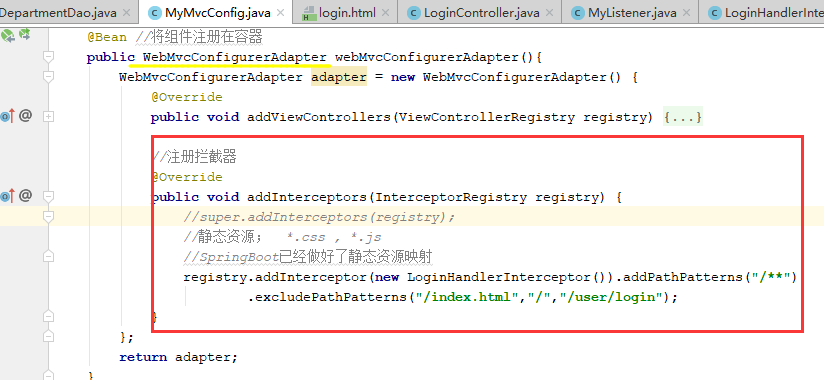 DepartmentDao.java MyMvcConfig.java login.html LoginController.java MyListener.java LoginHandlerInte
@Bean //将组件注册在容器
public WebMvcConfigurerAdapter webMvcConfigurerAdapter(){
WebMvcConfigurerAdapter adapter = new WebMvcConfigurerAdapter() {
@Override
public void addViewControllers(ViewControllerRegistry registry) {...}
//注册拦截器
@Override
public void addInterceptors(InterceptorRegistry registry) {
//super.addInterceptors(registry);
//静态资源； *.css , *.js
//SpringBoot已经做好了静态资源映射
registry.addInterceptor(new LoginHandlerInterceptor()).addPathPatterns("/**")
.excludePathPatterns("/index.html","/","/user/login");
}
};
return adapter;
}